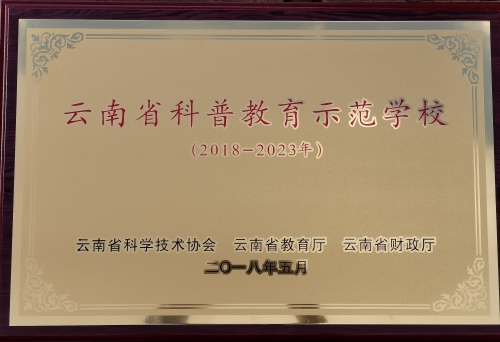 云南省科普教育示范学校
（2018-2023年）
云南省科学技术协会 云南省教育厅 云南省财政厅
二〇一八年五月